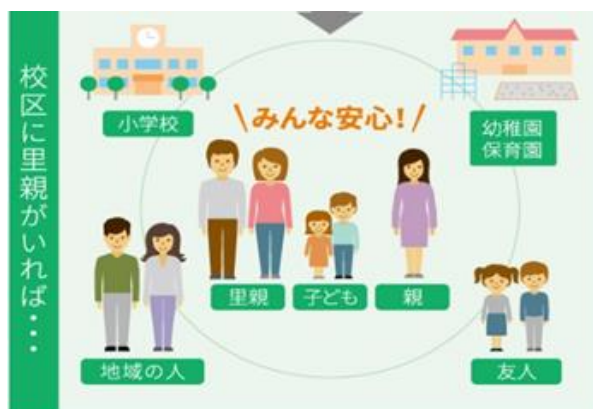 校区に里親がいれば・・・
小学校
みんな安心!
幼稚園
保育園
里親
子ども
親
地域の人
友人